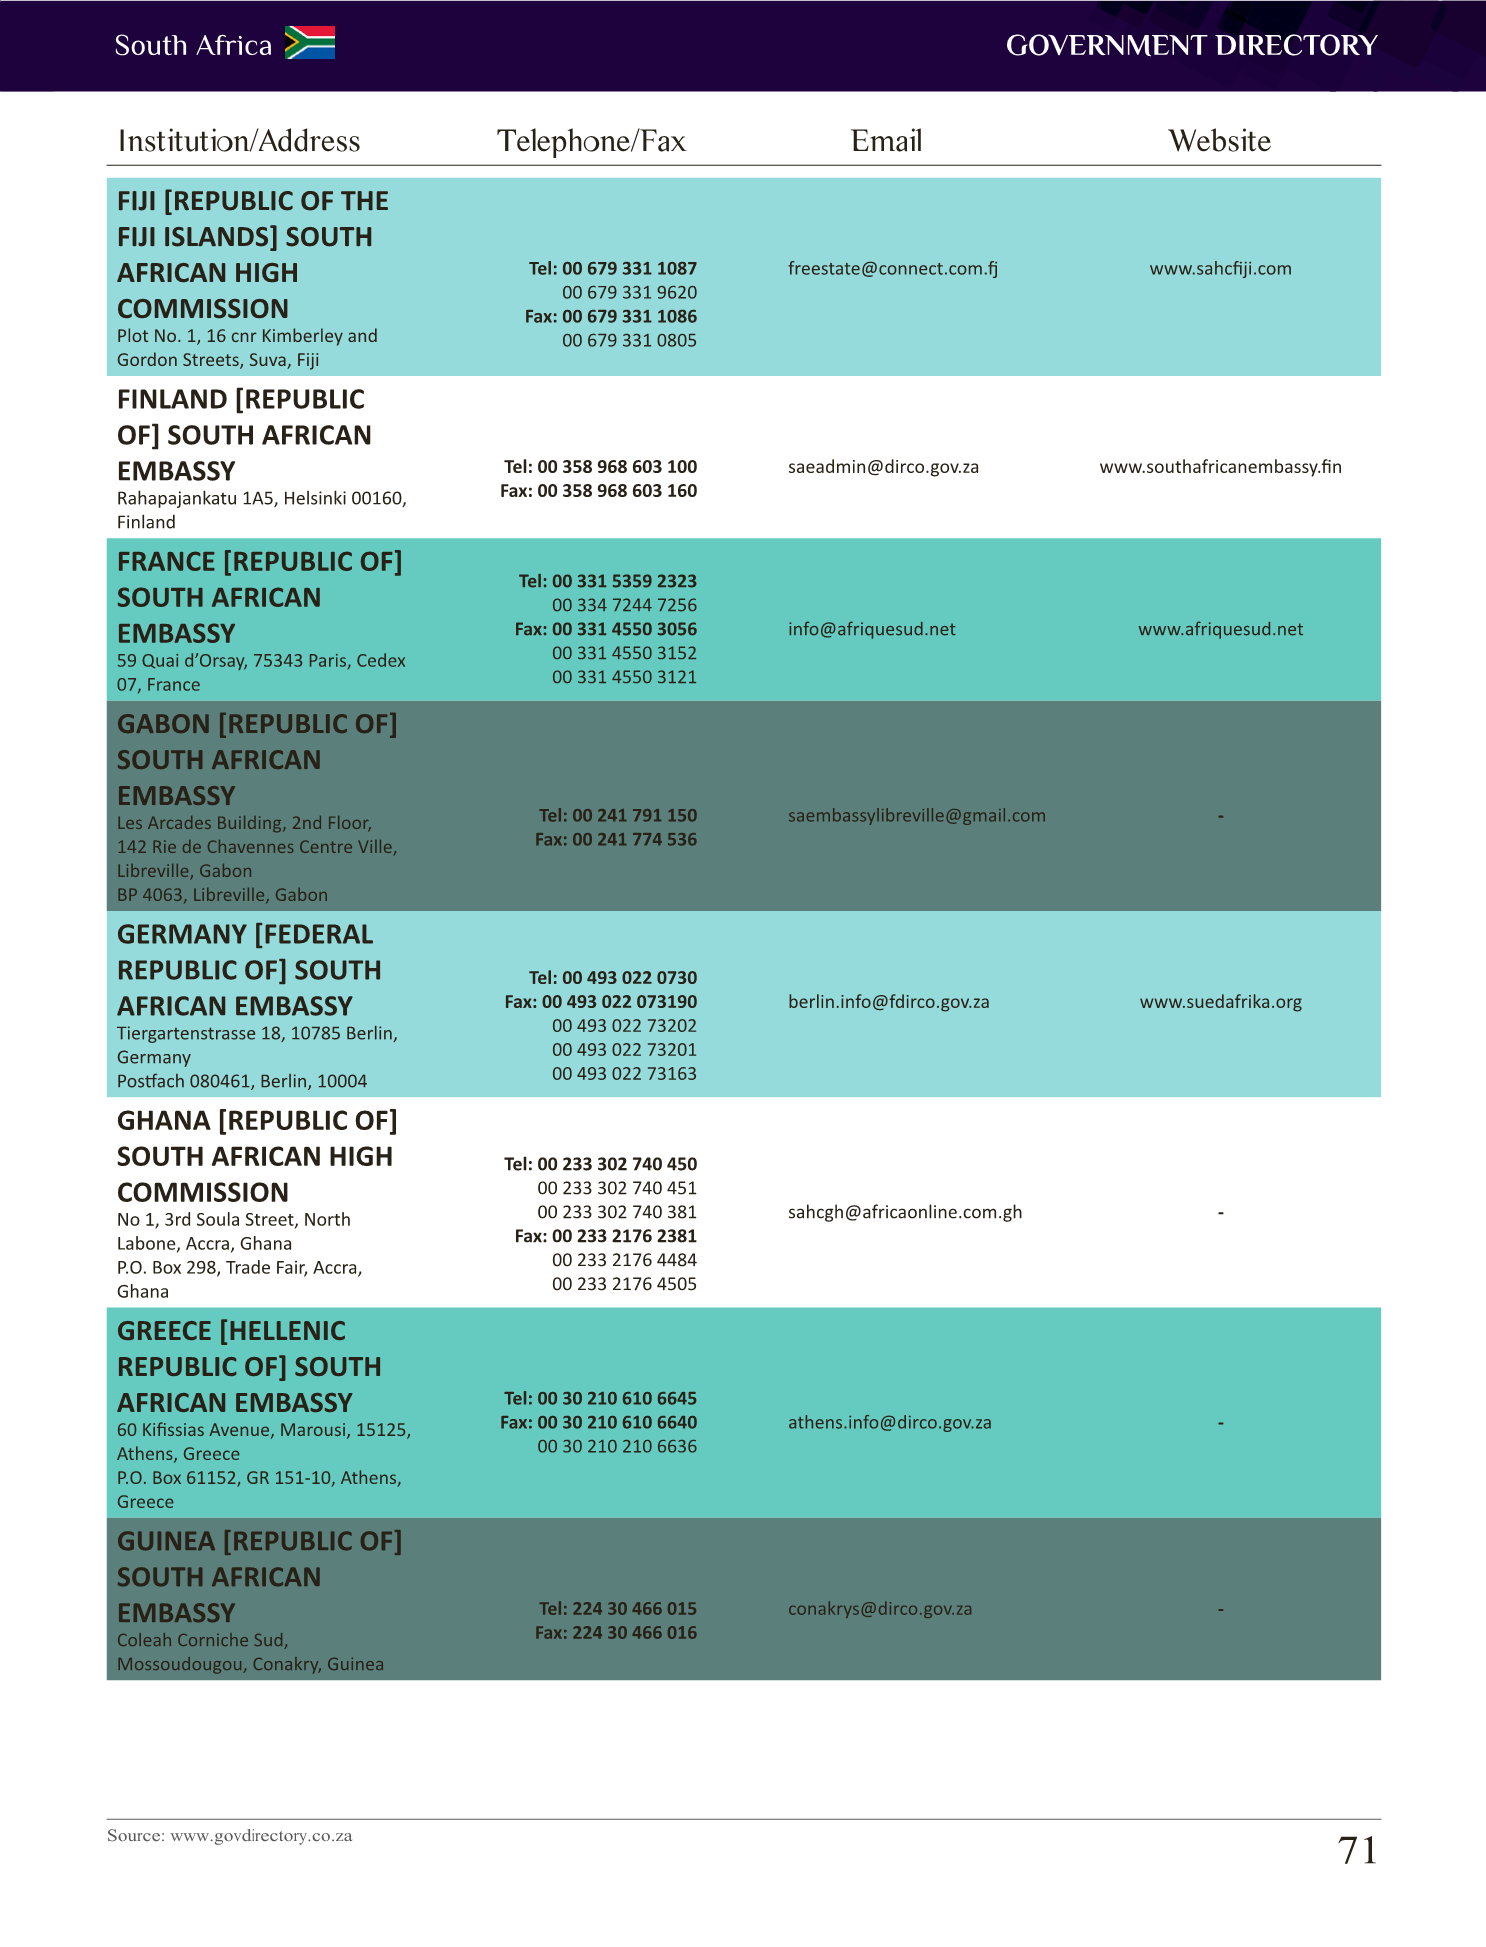 South Africa
GOVERNMENT DIRECTORY
Institution/Address Telephone/Fax Email Website
FIJI [REPUBLIC OF THE
FIJI ISLANDS] SOUTH
AFRICAN HIGH
COMMISSION
Plot No. 1, 16 cnr Kimberley and
Gordon Streets, Suva, Fiji
Tel: 00 679 331 1087
00 679 331 9620
Fax: 00 679 331 1086
00 679 331 0805
freestate@connect.com.fj
www.sahcfiji.com
FINLAND [REPUBLIC
OF] SOUTH AFRICAN
EMBASSY
Rahapajankatu 1A5, Helsinki 00160,
Finland
Tel: 00 358 968 603 100
Fax: 00 358 968 603 160
saeadmin@dirco.gov.za
www.southafricanembassy.fin
FRANCE [REPUBLIC OF]
SOUTH AFRICAN
EMBASSY
59 Quai d’Orsay, 75343 Paris, Cedex
07, France
Tel: 00 331 5359 2323
00 334 7244 7256
Fax: 00 331 4550 3056
00 331 4550 3152
00 331 4550 3121
info@afriquesud.net
www.afriquesud.net
GABON [REPUBLIC OF]
SOUTH AFRICAN
EMBASSY
Les Arcades Building, 2nd Floor,
142 Rie de Chavennes Centre Ville,
Libreville, Gabon
BP 4063, Libreville, Gabon
Tel: 00 241 791 150
Fax: 00 241 774 536
saembassylibreville@gmail.com
-
GERMANY [FEDERAL
REPUBLIC OF] SOUTH
AFRICAN EMBASSY
Tiergartenstrasse 18, 10785 Berlin,
Germany
Postfach 080461, Berlin, 10004
Tel: 00 493 022 0730
Fax: 00 493 022 073190
00 493 022 73202
00 493 022 73201
00 493 022 73163
berlin.info@fdirco.gov.za
www.suedafrika.org
GHANA [REPUBLIC OF]
SOUTH AFRICAN HIGH
COMMISSION
No 1, 3rd Soula Street, North
Labone, Accra, Ghana
P.O. Box 298, Trade Fair, Accra,
Ghana
Tel: 00 233 302 740 450
00 233 302 740 451
00 233 302 740 381
Fax: 00 233 2176 2381
00 233 2176 4484
00 233 2176 4505
sahcgh@africaonline.com.gh
-
GREECE [HELLENIC
REPUBLIC OF] SOUTH
AFRICAN EMBASSY
60 Kifissias Avenue, Marousi, 15125,
Athens, Greece
P.O. Box 61152, GR 151-10, Athens,
Greece
Tel: 00 30 210 610 6645
Fax: 00 30 210 610 6640
00 30 210 210 6636
athens.info@dirco.gov.za
-
GUINEA [REPUBLIC OF]
SOUTH AFRICAN
EMBASSY
Coleah Corniche Sud,
Mossoudougou, Conakry, Guinea
Tel: 224 30 466 015
Fax: 224 30 466 016
conakrys@dirco.gov.za
-
Source: www.govdirectory.co.za
71